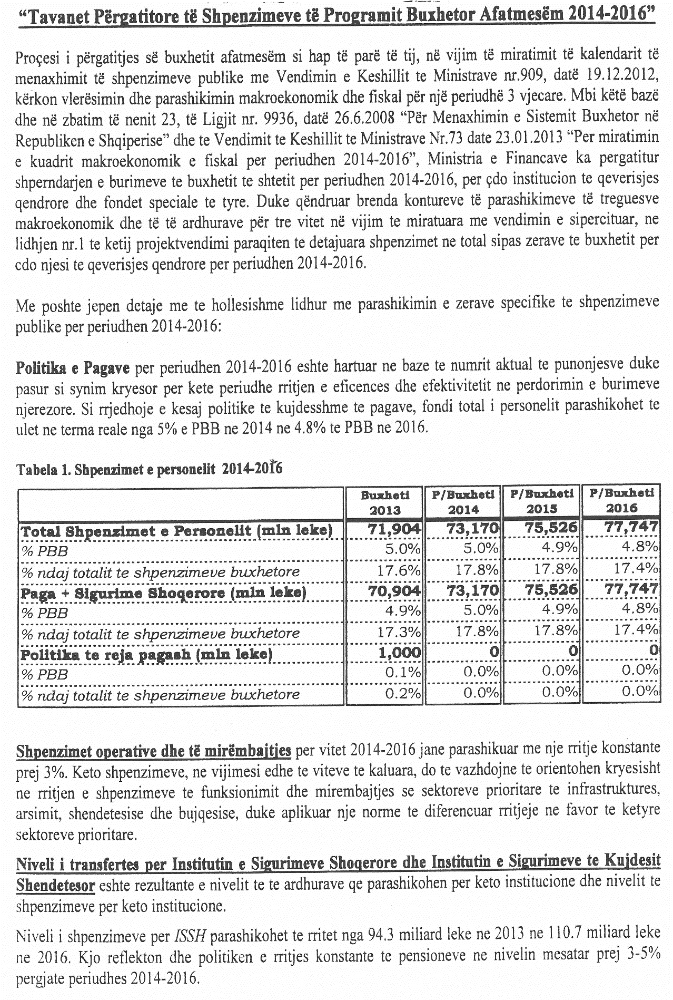 “Tavanet Përgatitore të Shpenzimeve të Programit Buxhetor Afatmesëm 2014-2016”
Proçesi i përgatitjes së buxhetit afatmesëm si hap të parë të tij, në vijim të miratimit të kalendarit të
menaxhimit të shpenzimeve publike me Vendimin e Keshillit te Ministrave nr.909, datë 19.12.2012,
kërkon vlerësimin dhe parashikimin makroekonomik dhe fiskal për një periudhë 3 vjecare. Mbi këtë bazë
dhe në zbatim të nenit 23, të Ligjit nr. 9936, datë 26.6.2008 “Për Menaxhimin e Sistemit Buxhetor në
Republiken e Shqiperise” dhe te Vendimit te Keshillit te Ministrave Nr.73 date 23.01.2013 “Per miratimin
e kuadrit makroekonomik e fiskal per periudhen 2014-2016”, Ministria e Financave ka pergatitur
shperndarjen e burimeve te buxhetit te shtetit per periudhen 2014-2016, per çdo institucion te qeverisjes
qendrore dhe fondet speciale te tyre. Duke qëndruar brenda kontureve të parashikimeve të treguesve
makroekonomik dhe të të ardhurave për tre vitet në vijim te miratuara me vendimin e sipercituar, ne
lidhjen nr.1 te ketij projektvendimi paraqiten te detajuara shpenzimet ne total sipas zerave te buxhetit per
cdo njesi te qeverisjes qendrore per periudhen 2014-2016.
Me poshte jepen detaje me te hollesishme lidhur me parashikimin e zerave specifike te shpenzimeve
publike per periudhen 2014-2016:
Politika e Pagave per periudhen 2014-2016 eshte hartuar ne baze te numrit aktual te punonjesve duke
pasur si synim kryesor per kete periudhe rritjen e eficences dhe efektivitetit ne perdorimin e burimeve
njerezore. Si rrjedhoje e kesaj politike te kujdesshme te pagave, fondi total i personelit parashikohet te
ulet ne terma reale nga 5% e PBB ne 2014 ne 4.8% te PBB ne 2016.
Tabela 1. Shpenzimet e personelit 2014-2016
Buxheti 2013 P/Buxheti 2014 P/Buxheti 2015 P/Buxheti 2016
Total Shpenzimet e Personelit (mln leke) 71,904 73,170 75,526 77,747
% PBB 5.0% 5.0% 4.9% 4.8%
% ndaj totalit te shpenzimeve buxhetore 17.6% 17.8% 17.8% 17.4%
Paga + Sigurime Shoqerore (mln leke) 70,904 73,170 75,526 77,747
% PBB 4.9% 5.0% 4.9% 4.8%
% ndaj totalit te shpenzimeve buxhetore 17.3% 17.8% 17.8% 17.4%
Politika te reja pagash (mln leke) 1,000 0 0 0
% PBB 0.1% 0.0% 0.0% 0.0%
% ndaj totalit te shpenzimeve buxhetore 0.2% 0.0% 0.0% 0.0%
Shpenzimet operative dhe të mirëmbajtjes per vitet 2014-2016 jane parashikuar me nje rritje konstante
prej 3%. Keto shpenzimeve, ne vijimesi edhe te viteve te kaluara, do te vazhdojne te orientohen kryesisht
ne rritjen e shpenzimeve te funksionimit dhe mirembajtjes se sektoreve prioritare te infrastruktures,
arsimit, shendetesise dhe bujqesise, duke aplikuar nje norme te diferencuar rritjeje ne favor te ketyre
sektoreve prioritare.
Niveli i transfertes per Institutin e Sigurimeve Shoqerore dhe Institutin e Sigurimeve te Kujdesit
Shendetesor eshte rezultante e nivelit te te ardhurave qe parashikohen per keto institucione dhe nivelit te
shpenzimeve per keto institucione.
Niveli i shpenzimeve per ISSH parashikohet te rritet nga 94.3 miliard leke ne 2013 ne 110.7 miliard leke
ne 2016. Kjo reflekton dhe politiken e rritjes konstante te pensioneve ne nivelin mesatar prej 3-5%
pergjate periudhes 2014-2016.